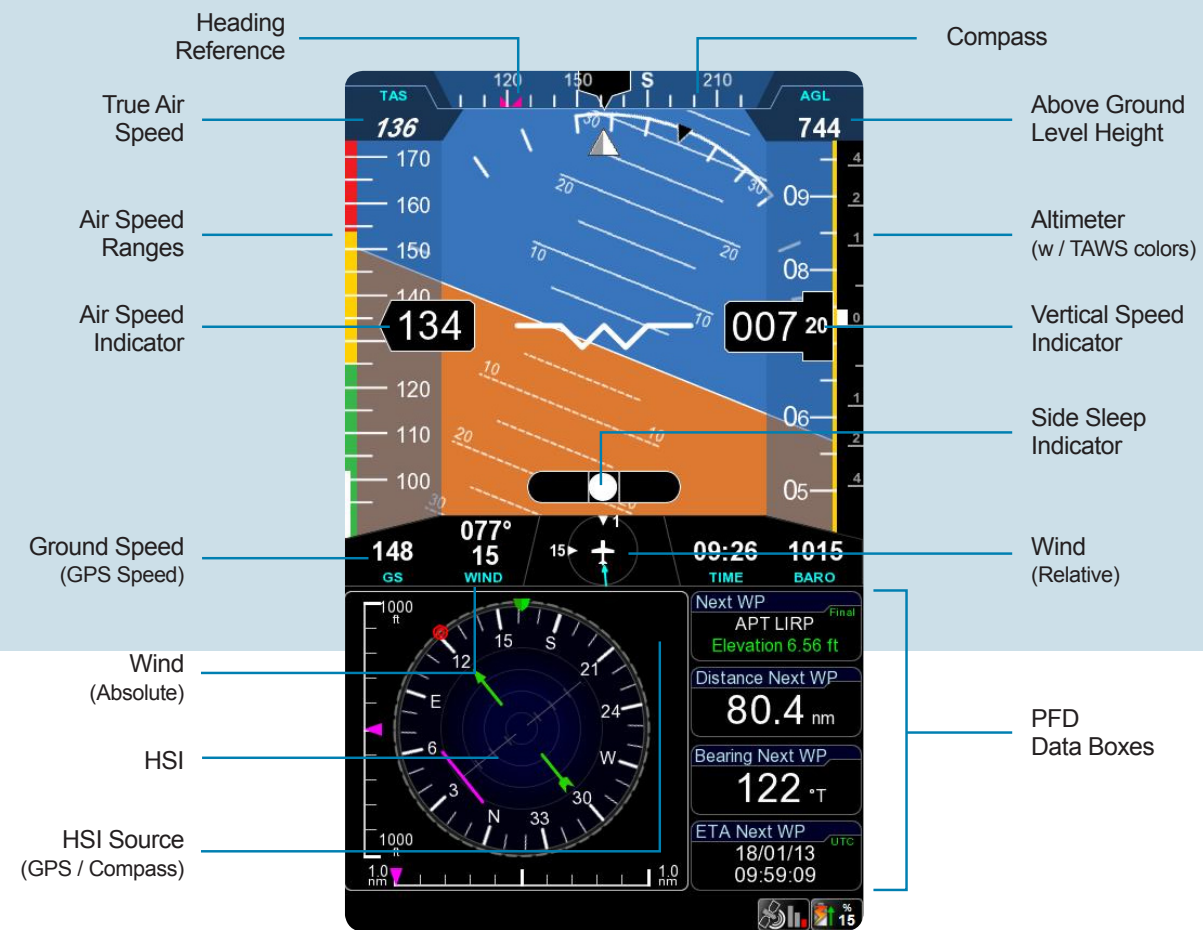 Heading
Reference
Compass
True Air
Speed
Above Ground
Level Height
Air Speed
Ranges
Altimeter
(w / TAWS colors)
Air Speed
Indicator
Vertical Speed
Indicator
Side Sleep
Indicator
Ground Speed
(GPS Speed)
Wind
(Relative)
Wind
(Absolute)
HSI
PFD
Data Boxes
HSI Source
(GPS / Compass)
120 150 S 210
TAS
136
AGL
744
170
160
150
140
134
120
110
100
30
30
20
20
10
10
10
10
20
20
30
09
08
007 20
06
05
4
2
1
0
1
2
4
148
GS
077°
15
WIND
1
15
09:26
TIME
1015
BARO
1000
ft
15
S
12
21
E
24
6
W
3
30
N
33
1000
ft
1.0
nm
1.0
nm
Next WP
Final
APT LIRP
Elevation 6.56 ft
Distance Next WP
80.4 nm
Bearing Next WP
122 °T
ETA Next WP
UTC
18/01/13
09:59:09
%
15